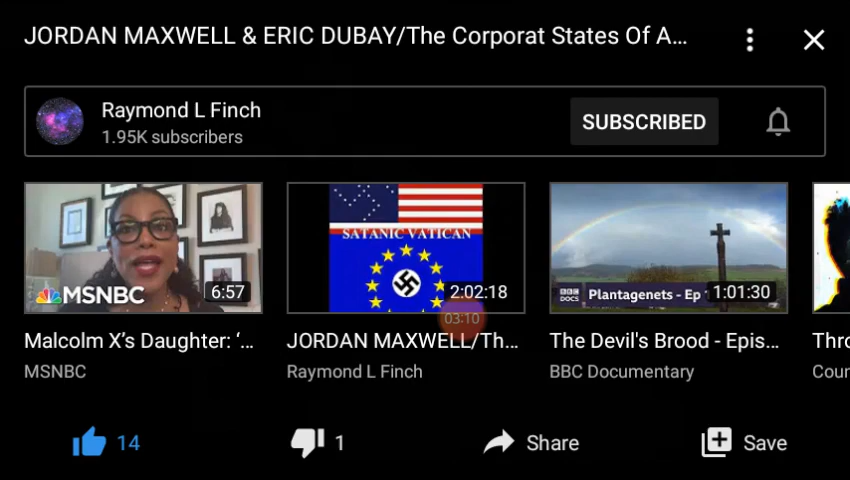 JORDAN MAXWELL & ERIC DUBAY/The Corporat States Of A...
Raymond L Finch
1.95K subscribers
SUBSCRIBED
MSNBC
6:57
SATANIC VATICAN
2:02:18
03:10
BBC
DOCS
Plantagenets - Ep
1:01:30
Malcolm X's Daughter: '...
JORDAN MAXWELL/Th...
The Devil's Brood - Epis...
Thro
MSNBC
Raymond L Finch
BBC Documentary
Cour
14
1
Share
Save